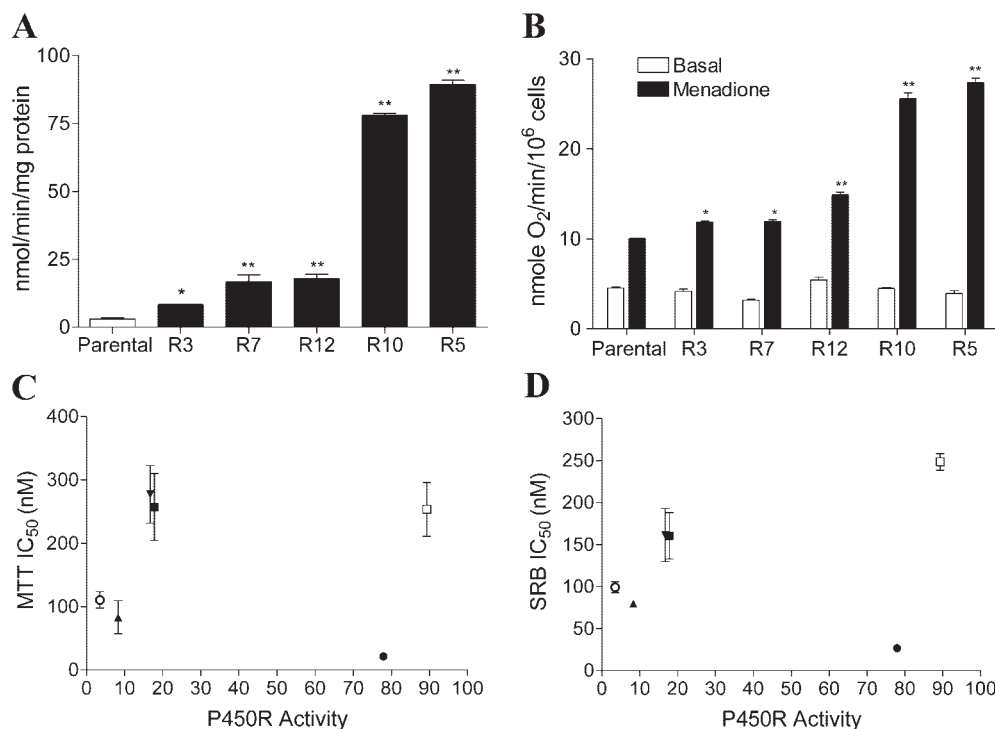 A
nmol/min/mg protein
100
75
50
25
0
** ** ** ** *
Parental R3 R7 R12 R10 R5
B
nmole O₂/min/10⁶ cells
30
20
10
0
Basal
Menadione
* * ** ** **
Parental R3 R7 R12 R10 R5
C
MTT IC₅₀ (nM)
400
300
200
100
0
0 10 20 30 40 50 60 70 80 90 100
P450R Activity
D
SRB IC₅₀ (nM)
300
250
200
150
100
50
0
0 10 20 30 40 50 60 70 80 90 100
P450R Activity